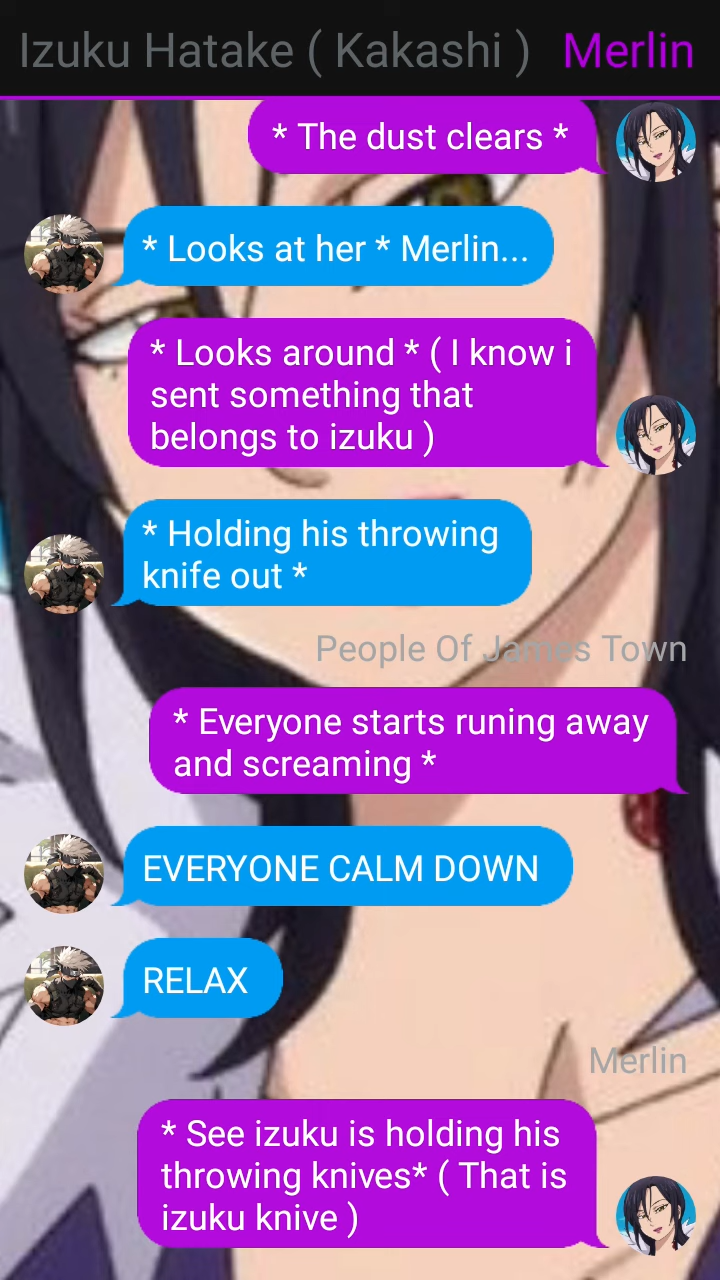 Izuku Hatake ( Kakashi ) Merlin
* The dust clears *
* Looks at her * Merlin...
* Looks around * ( I know i
sent something that
belongs to izuku )
* Holding his throwing
knife out *
People Of James Town
* Everyone starts runing away
and screaming *
EVERYONE CALM DOWN
RELAX
Merlin
* See izuku is holding his
throwing knives* ( That is
izuku knive )